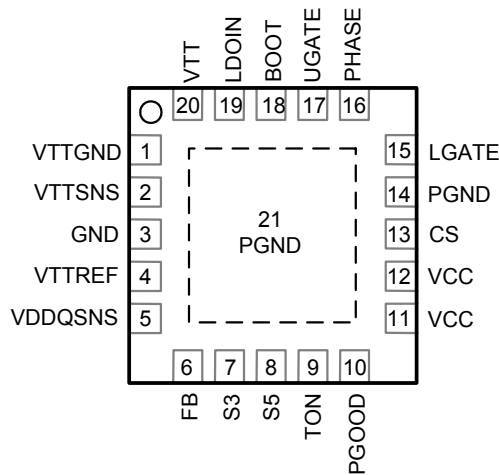 VTT
LDOIN
BOOT
UGATE
PHASE
20
19
18
17
16
VTTGND
1
15
LGATE
VTTSNS
2
14
PGND
GND
3
13
CS
VTTREF
4
12
VCC
VDDQSNS
5
11
VCC
21
PGND
6
7
8
9
10
FB
S3
S5
TON
PGOOD